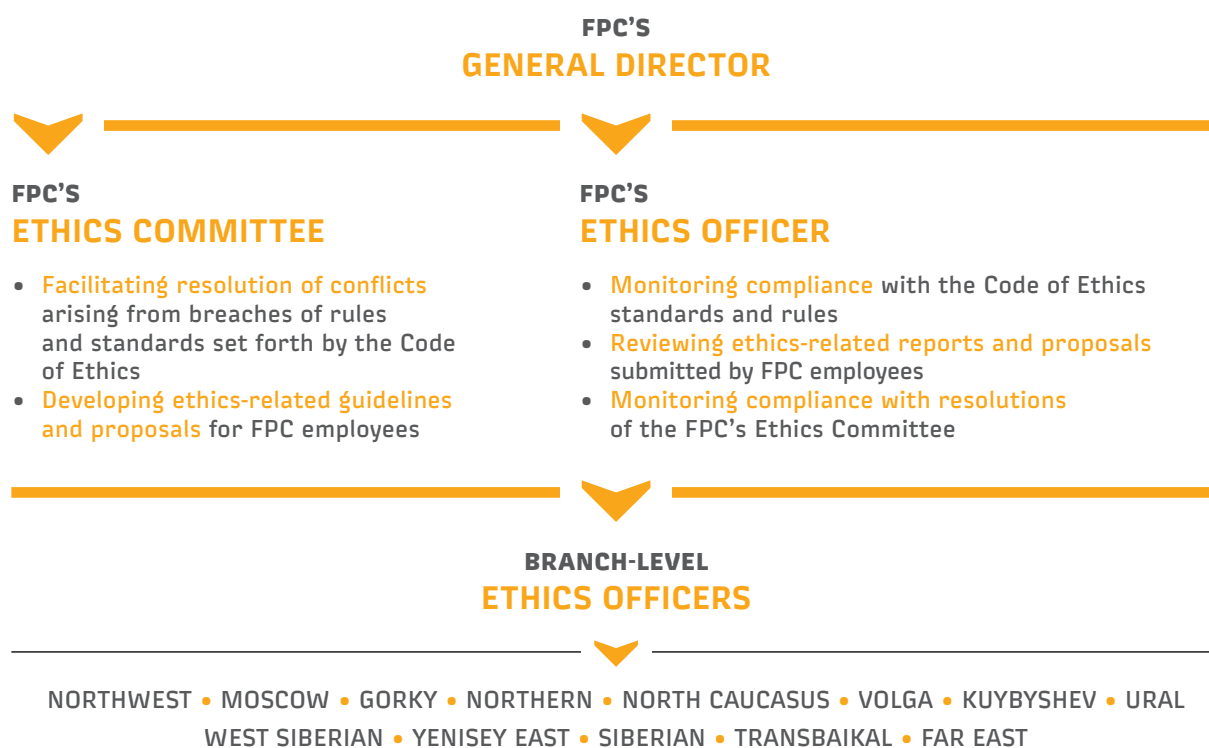 FPC'S
GENERAL DIRECTOR
FPC'S
ETHICS COMMITTEE
• Facilitating resolution of conflicts
arising from breaches of rules
and standards set forth by the Code
of Ethics
• Developing ethics-related guidelines
and proposals for FPC employees
FPC'S
ETHICS OFFICER
• Monitoring compliance with the Code of Ethics
standards and rules
• Reviewing ethics-related reports and proposals
submitted by FPC employees
• Monitoring compliance with resolutions
of the FPC's Ethics Committee
BRANCH-LEVEL
ETHICS OFFICERS
NORTHWEST • MOSCOW • GORKY • NORTHERN • NORTH CAUCASUS • VOLGA • KUYBYSHEV • URAL
WEST SIBERIAN • YENISEY EAST • SIBERIAN • TRANSBAIKAL • FAR EAST